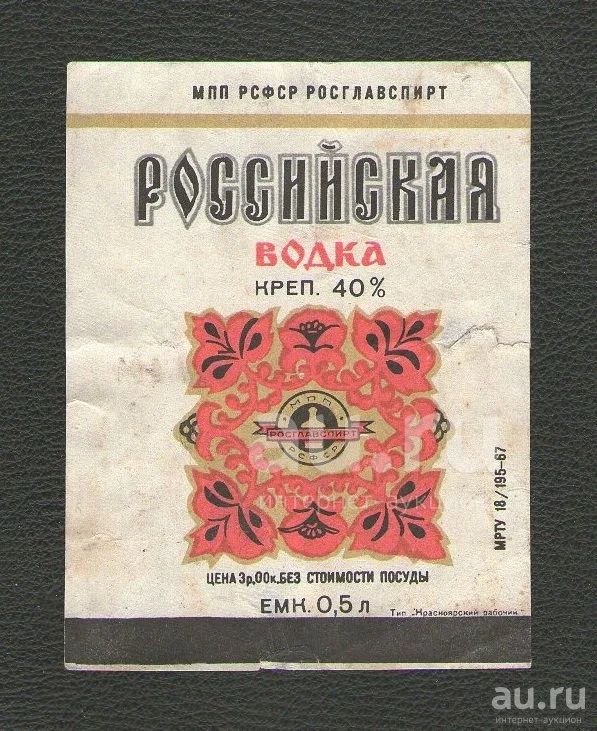 МПП РСФСР РОСГЛАВСПИРТ
РОССИЙСКАЯ
ВОДКА
КРЕП. 40%
МПП
РОСГЛАВСПИРТ
РСФСР
МРТУ 18/195-67
ЦЕНА 3р.00к. БЕЗ СТОИМОСТИ ПОСУДЫ
ЕМК. 0,5 л
Тип. „Красноярский рабочий"
au.ru
интернет-аукцион